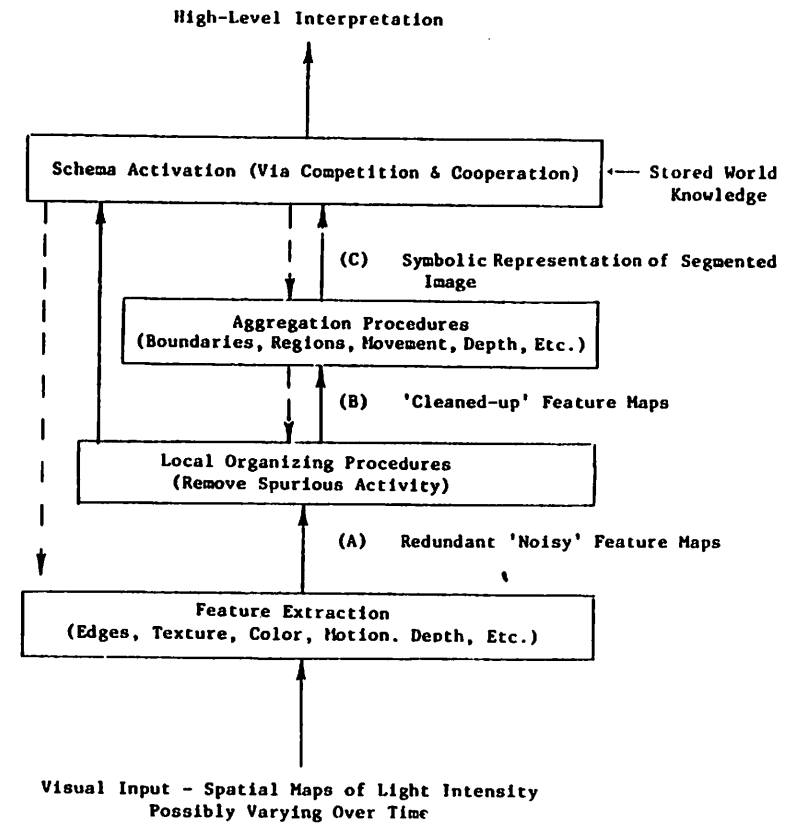 High-Level Interpretation
Schema Activation (Via Competition & Cooperation)
Stored World
Knowledge
(C) Symbolic Representation of Segmented
Image
Aggregation Procedures
(Boundaries, Regions, Movement, Depth, Etc.)
(B) 'Cleaned-up' Feature Maps
Local Organizing Procedures
(Remove Spurious Activity)
(A) Redundant 'Noisy' Feature Maps
Feature Extraction
(Edges, Texture, Color, Motion. Depth, Etc.)
Visual Input - Spatial Maps of Light Intensity
Possibly Varying Over Time